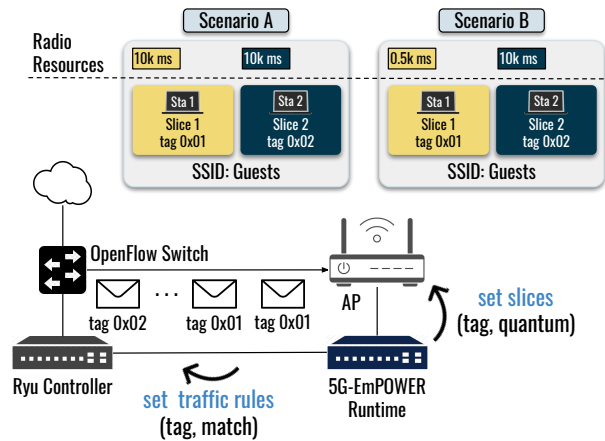 Scenario A
Scenario B
Radio
Resources
10k ms
10k ms
0.5k ms
10k ms
Sta 1
Sta 2
Sta 1
Sta 2
Slice 1
tag 0x01
Slice 2
tag 0x02
Slice 1
tag 0x01
Slice 2
tag 0x02
SSID: Guests
SSID: Guests
OpenFlow Switch
AP
tag 0x02
...
tag 0x01
tag 0x01
set slices
(tag, quantum)
Ryu Controller
set traffic rules
(tag, match)
5G-EmPOWER
Runtime